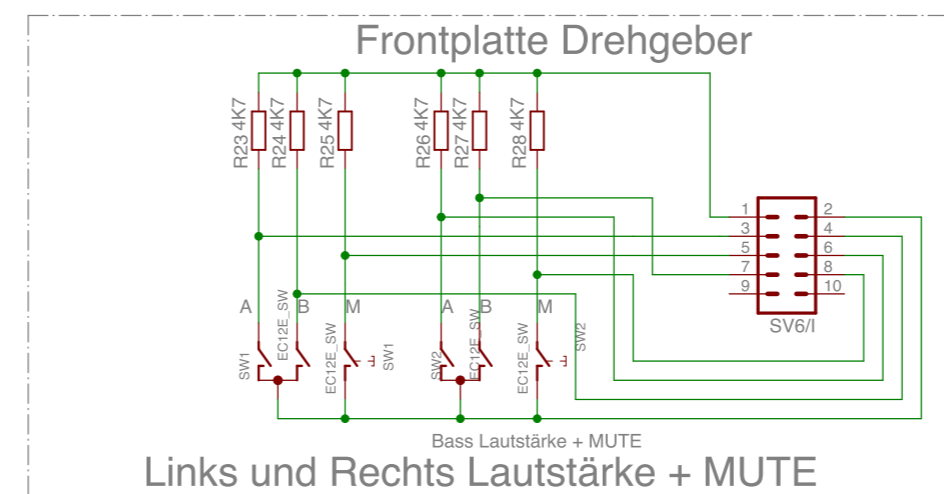 Frontplatte Drehgeber
R23 4K7
R24 4K7
R25 4K7
R26 4K7
R27 4K7
R28 4K7
1 2
3 4
5 6
7 8
9 10
SV6/I
A B M A B M
SW1
EC12E_SW
EC12E_SW
SW1
SW2
EC12E_SW
EC12E_SW
SW2
Bass Lautstärke + MUTE
Links und Rechts Lautstärke + MUTE